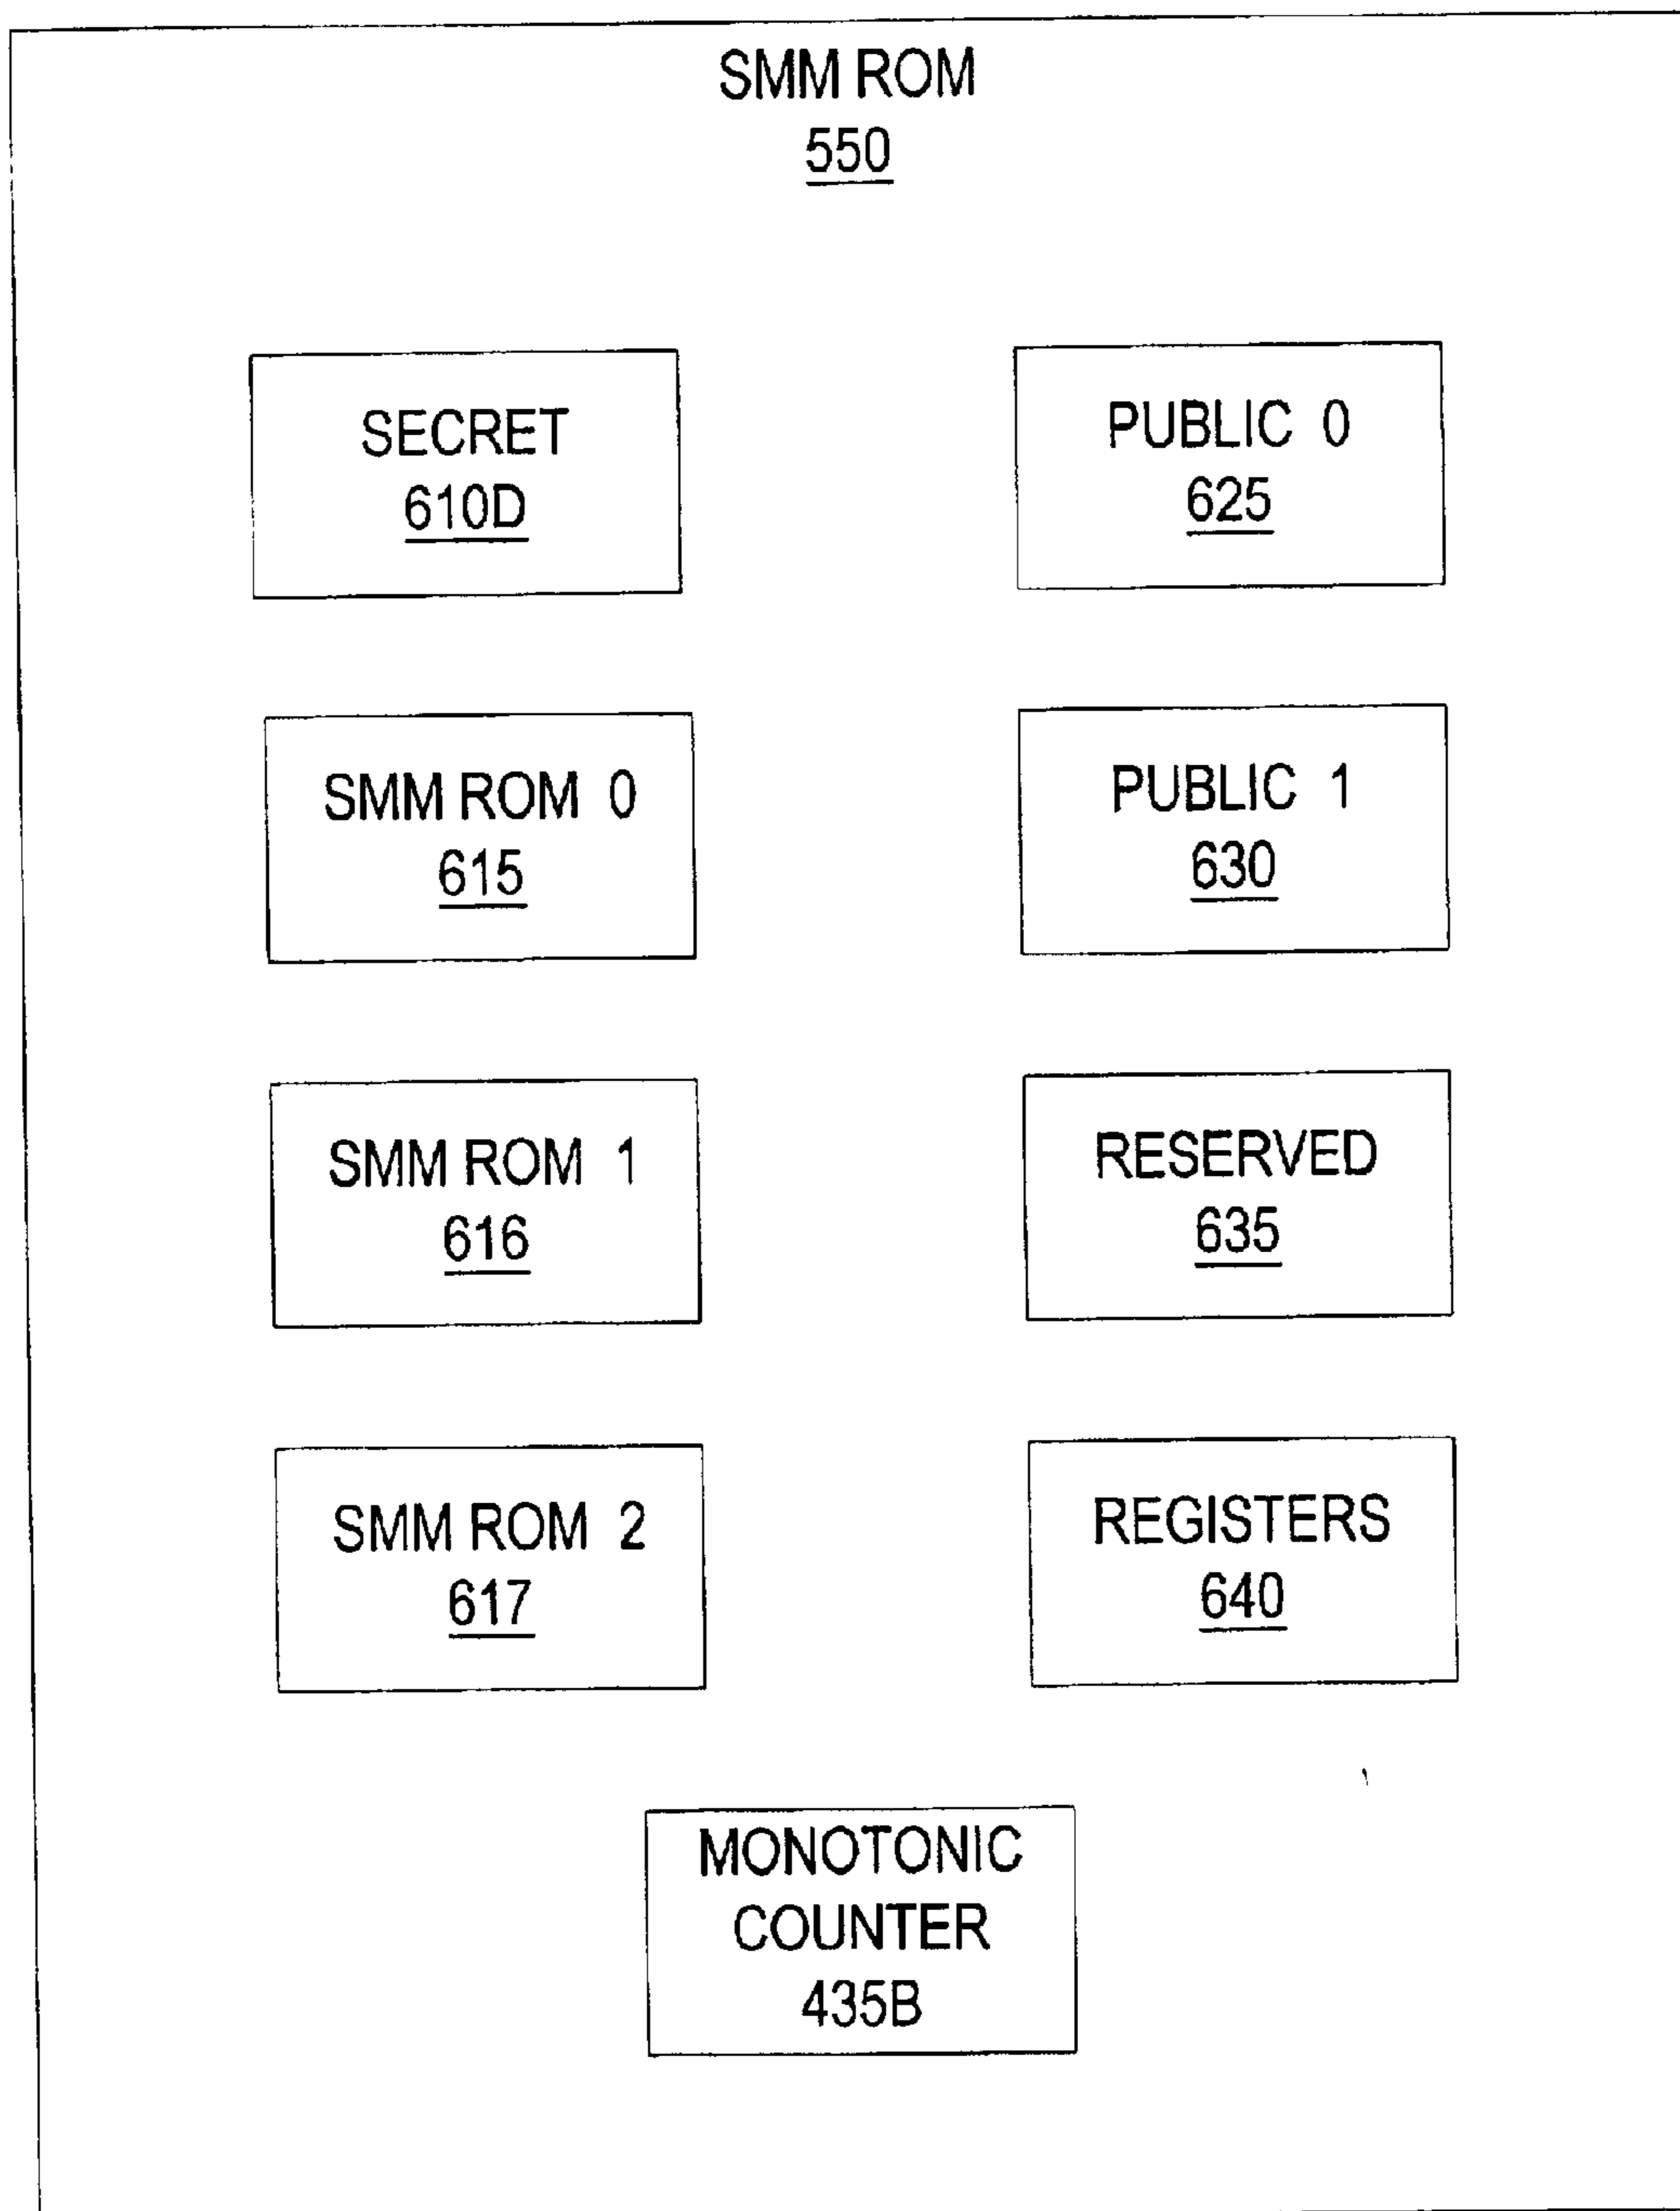 SMM ROM
550
SECRET
610D
PUBLIC 0
625
SMM ROM 0
615
PUBLIC 1
630
SMM ROM 1
616
RESERVED
635
SMM ROM 2
617
REGISTERS
640
MONOTONIC
COUNTER
435B